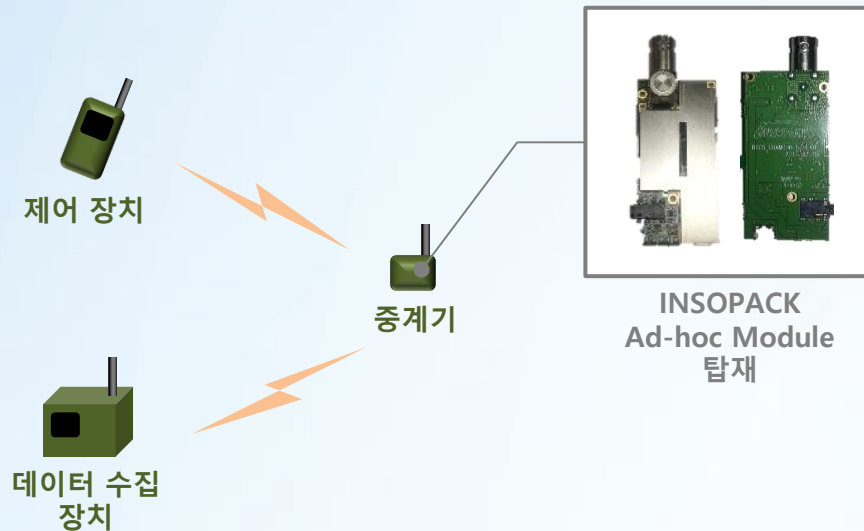 제어 장치
중계기
데이터 수집
장치
INSOPACK
Ad-hoc Module
탑재